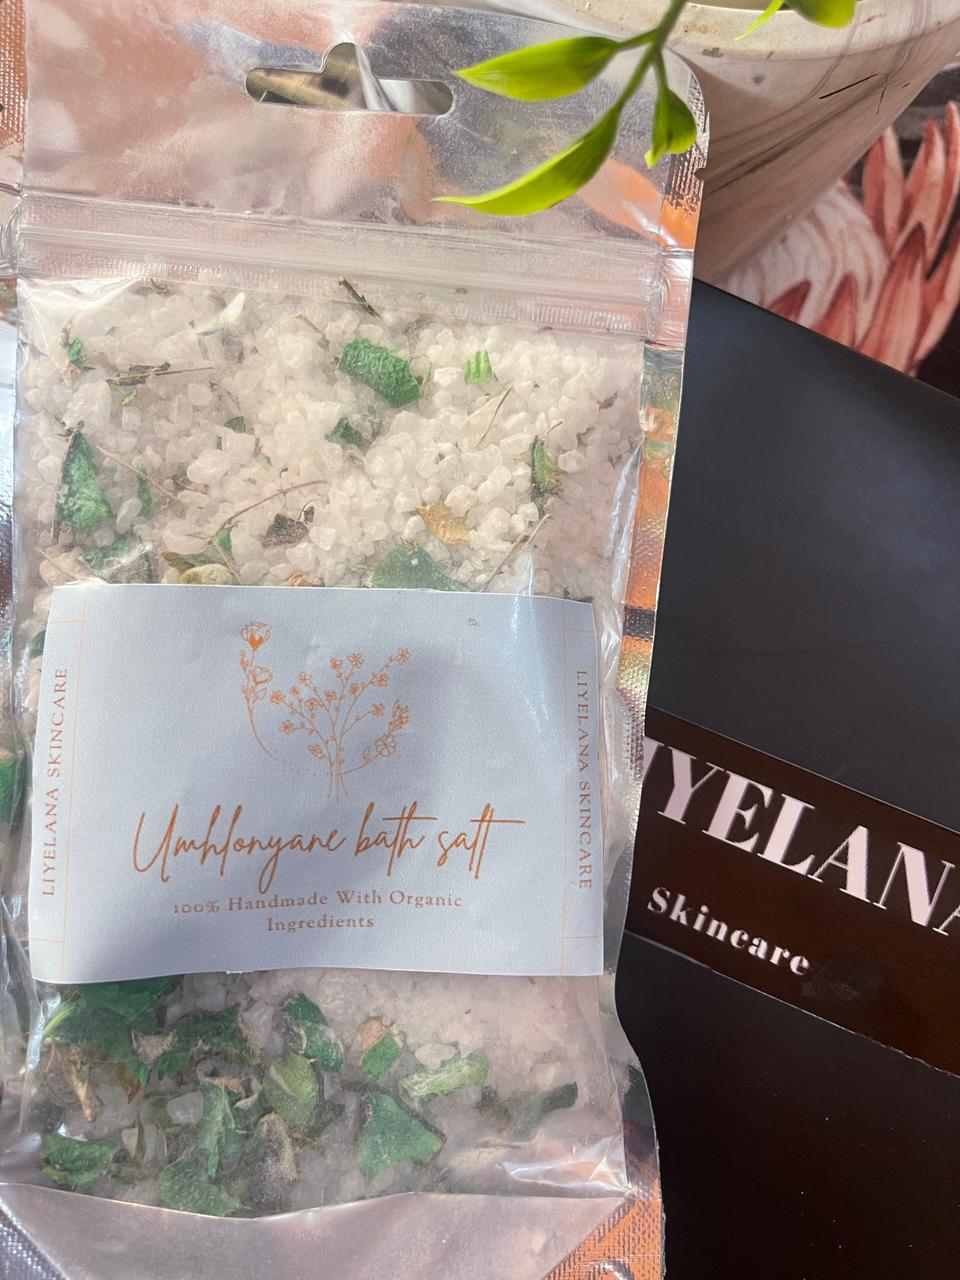 LIYELANA SKINCARE
Umhlonyane bath salt
100% Handmade With Organic
Ingredients
LIYELANA SKINCARE
IYELANA
Skincare